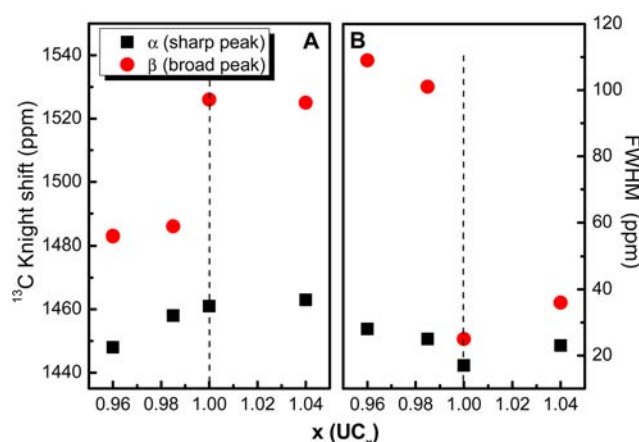 α (sharp peak)
β (broad peak)
A
B
¹³C Knight shift (ppm)
1550
1540
1520
1500
1480
1460
1440
FWHM (ppm)
120
100
80
60
40
20
0.96 0.98 1.00 1.02 1.04
0.96 0.98 1.00 1.02 1.04
x (UCₓ)